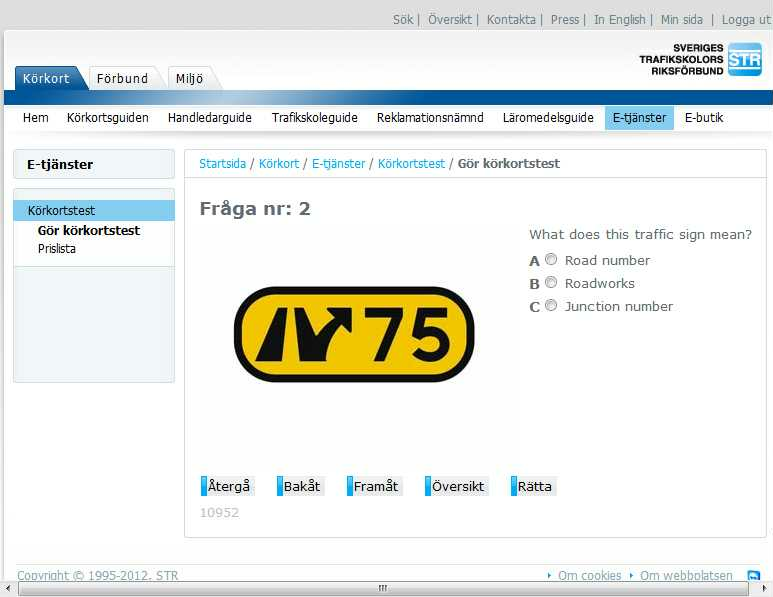 Sök | Översikt | Kontakta | Press | In English | Min sida | Logga ut
SVERIGES
TRAFIKSKOLORS
RIKSFÖRBUND
STR
Körkort Förbund Miljö
Hem Körkortsguiden Handledarguide Trafikskoleguide Reklamationsnämnd Läromedelsguide E-tjänster E-butik
E-tjänster
Startsida / Körkort / E-tjänster / Körkortstest / Gör körkortstest
Körkortstest
Gör körkortstest
Prislista
Fråga nr: 2
What does this traffic sign mean?
A Road number
B Roadworks
C Junction number
75
Återgå Bakåt Framåt Översikt Rätta
10952
Copyright © 1995-2012, STR Om cookies Om webbplatsen